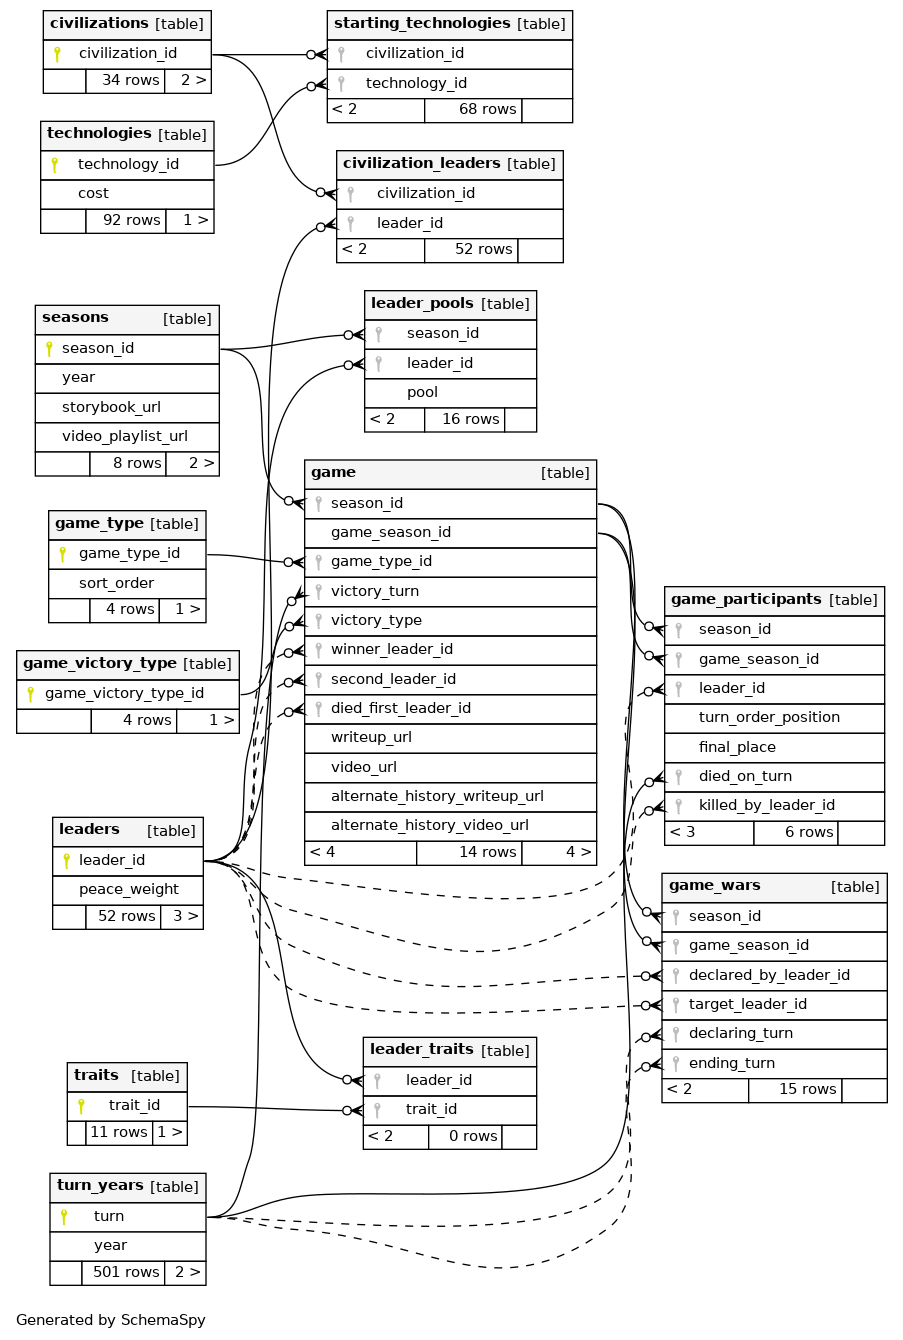 civilizations [table]
civilization_id
34 rows 2 >
starting_technologies [table]
civilization_id
technology_id
< 2 68 rows
technologies [table]
technology_id
cost
92 rows 1 >
civilization_leaders [table]
civilization_id
leader_id
< 2 52 rows
leader_pools [table]
season_id
leader_id
pool
< 2 16 rows
seasons [table]
season_id
year
storybook_url
video_playlist_url
8 rows 2 >
game [table]
season_id
game_season_id
game_type_id
victory_turn
victory_type
winner_leader_id
second_leader_id
died_first_leader_id
writeup_url
video_url
alternate_history_writeup_url
alternate_history_video_url
< 4 14 rows 4 >
game_type [table]
game_type_id
sort_order
4 rows 1 >
game_victory_type [table]
game_victory_type_id
4 rows 1 >
game_participants [table]
season_id
game_season_id
leader_id
turn_order_position
final_place
died_on_turn
killed_by_leader_id
< 3 6 rows
leaders [table]
leader_id
peace_weight
52 rows 3 >
game_wars [table]
season_id
game_season_id
declared_by_leader_id
target_leader_id
declaring_turn
ending_turn
< 2 15 rows
leader_traits [table]
leader_id
trait_id
< 2 0 rows
traits [table]
trait_id
11 rows 1 >
turn_years [table]
turn
year
501 rows 2 >
Generated by SchemaSpy